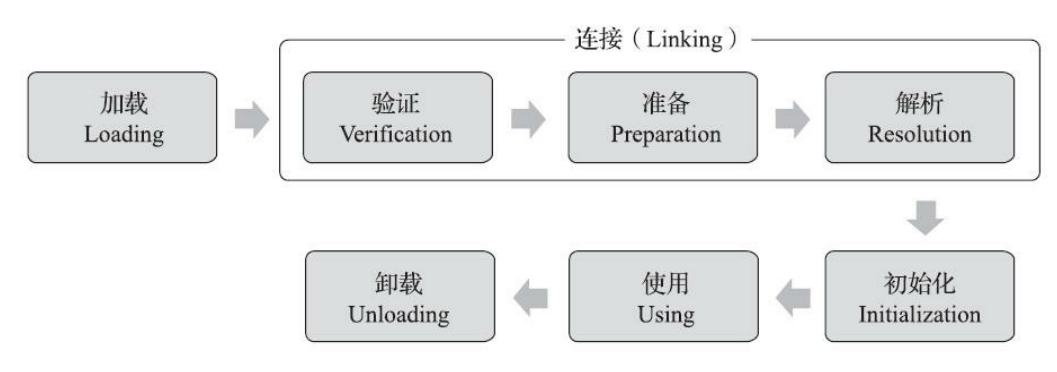 连接（Linking）
加载
Loading
验证
Verification
准备
Preparation
解析
Resolution
初始化
Initialization
使用
Using
卸载
Unloading